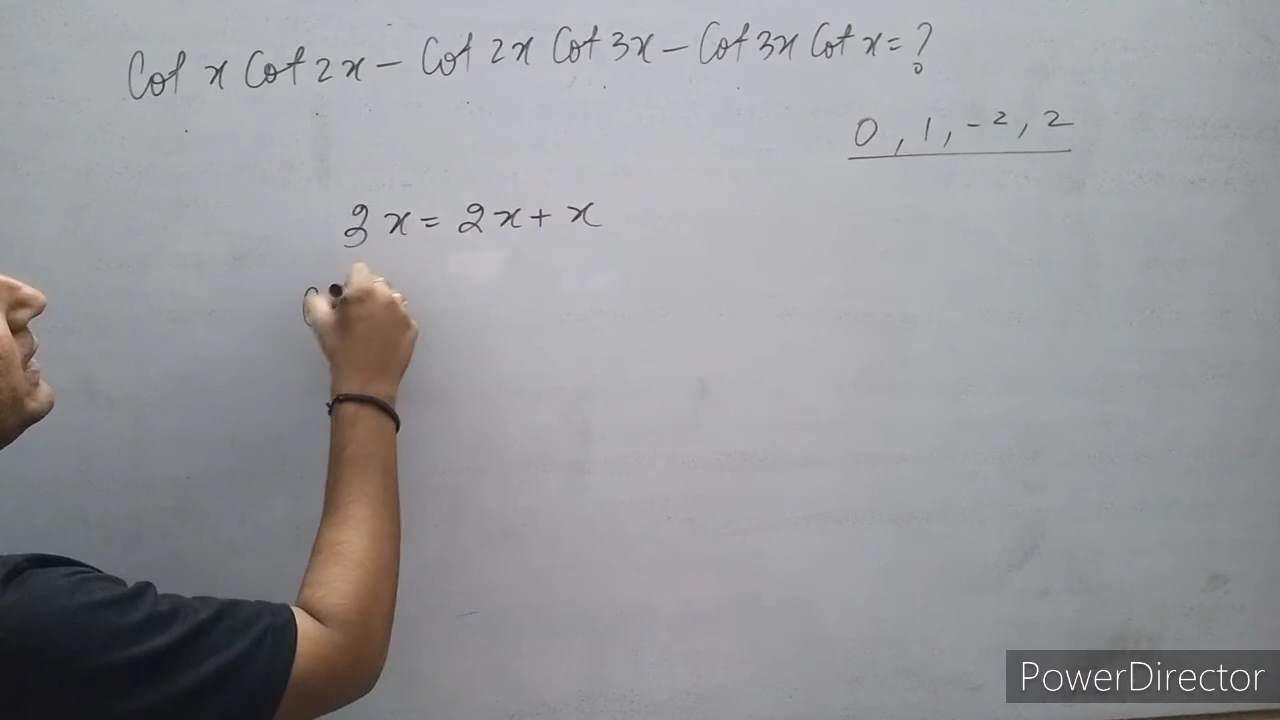 Cot x Cot 2x - Cot 2x Cot 3x - Cot 3x Cot x = ?
0, 1, -2, 2
3x = 2x + x
PowerDirector